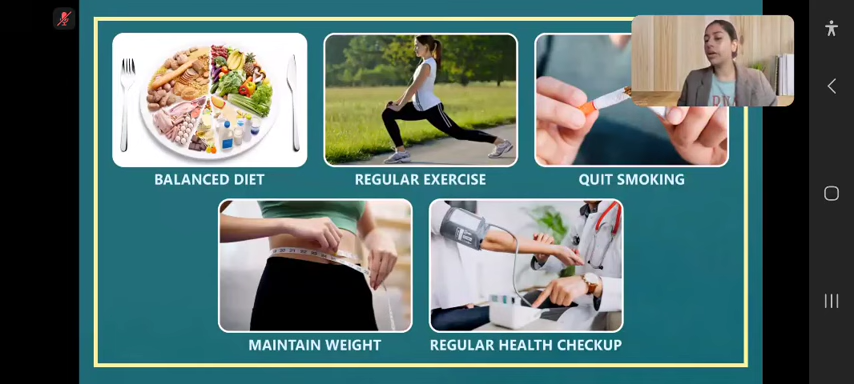 BALANCED DIET
REGULAR EXERCISE
QUIT SMOKING
MAINTAIN WEIGHT
REGULAR HEALTH CHECKUP